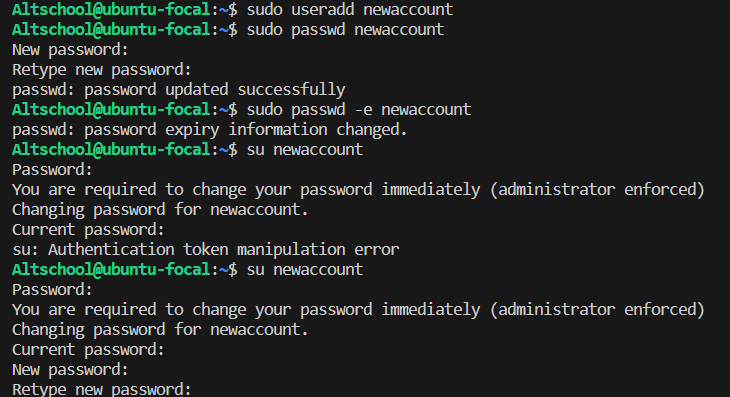 Altschool@ubuntu-focal:~$ sudo useradd newaccount
Altschool@ubuntu-focal:~$ sudo passwd newaccount
New password:
Retype new password:
passwd: password updated successfully
Altschool@ubuntu-focal:~$ sudo passwd -e newaccount
passwd: password expiry information changed.
Altschool@ubuntu-focal:~$ su newaccount
Password:
You are required to change your password immediately (administrator enforced)
Changing password for newaccount.
Current password:
su: Authentication token manipulation error
Altschool@ubuntu-focal:~$ su newaccount
Password:
You are required to change your password immediately (administrator enforced)
Changing password for newaccount.
Current password:
New password:
Retype new password: